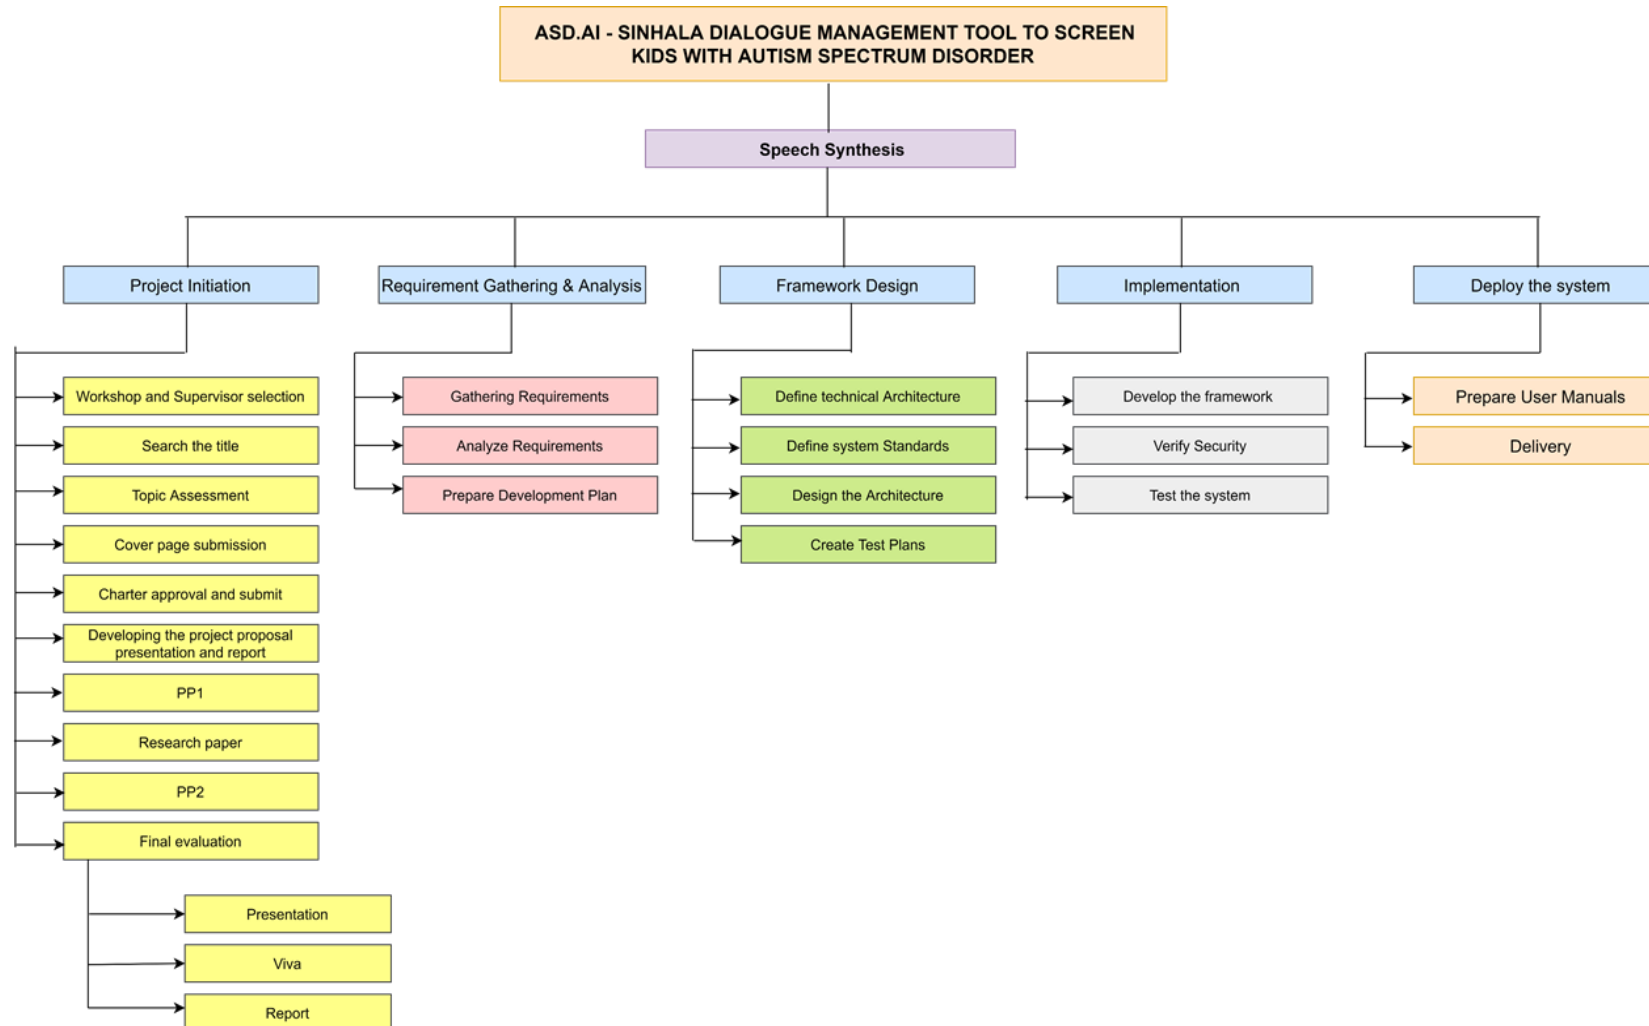 ASD.AI - SINHALA DIALOGUE MANAGEMENT TOOL TO SCREEN
KIDS WITH AUTISM SPECTRUM DISORDER
Speech Synthesis
Project Initiation
Workshop and Supervisor selection
Search the title
Topic Assessment
Cover page submission
Charter approval and submit
Developing the project proposal
presentation and report
PP1
Research paper
PP2
Final evaluation
Presentation
Viva
Report
Requirement Gathering & Analysis
Gathering Requirements
Analyze Requirements
Prepare Development Plan
Framework Design
Define technical Architecture
Define system Standards
Design the Architecture
Create Test Plans
Implementation
Develop the framework
Verify Security
Test the system
Deploy the system
Prepare User Manuals
Delivery